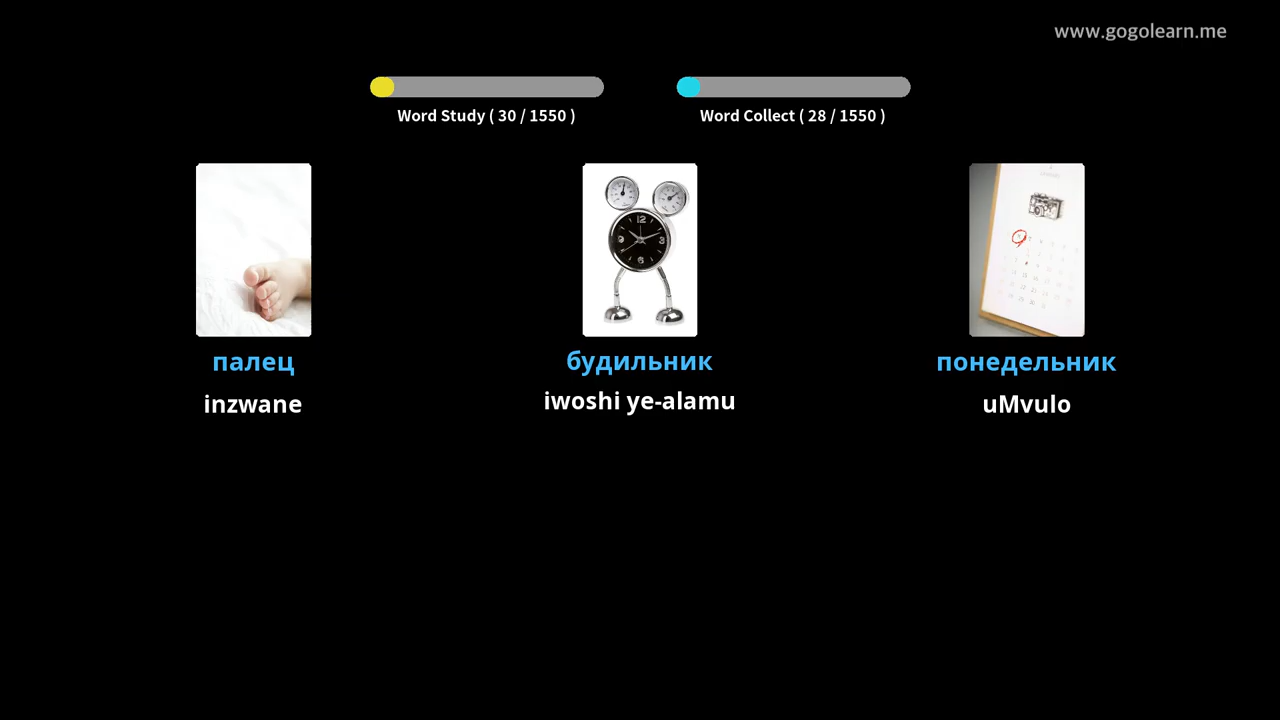 www.gogolearn.me
Word Study ( 30 / 1550 )
Word Collect ( 28 / 1550 )
палец
будильник
понедельник
inzwane
iwoshi ye-alamu
uMvulo